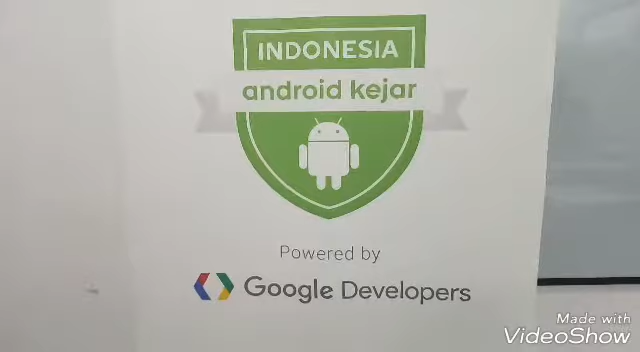 INDONESIA
android kejar
Powered by
Google Developers
Made with
VideoShow